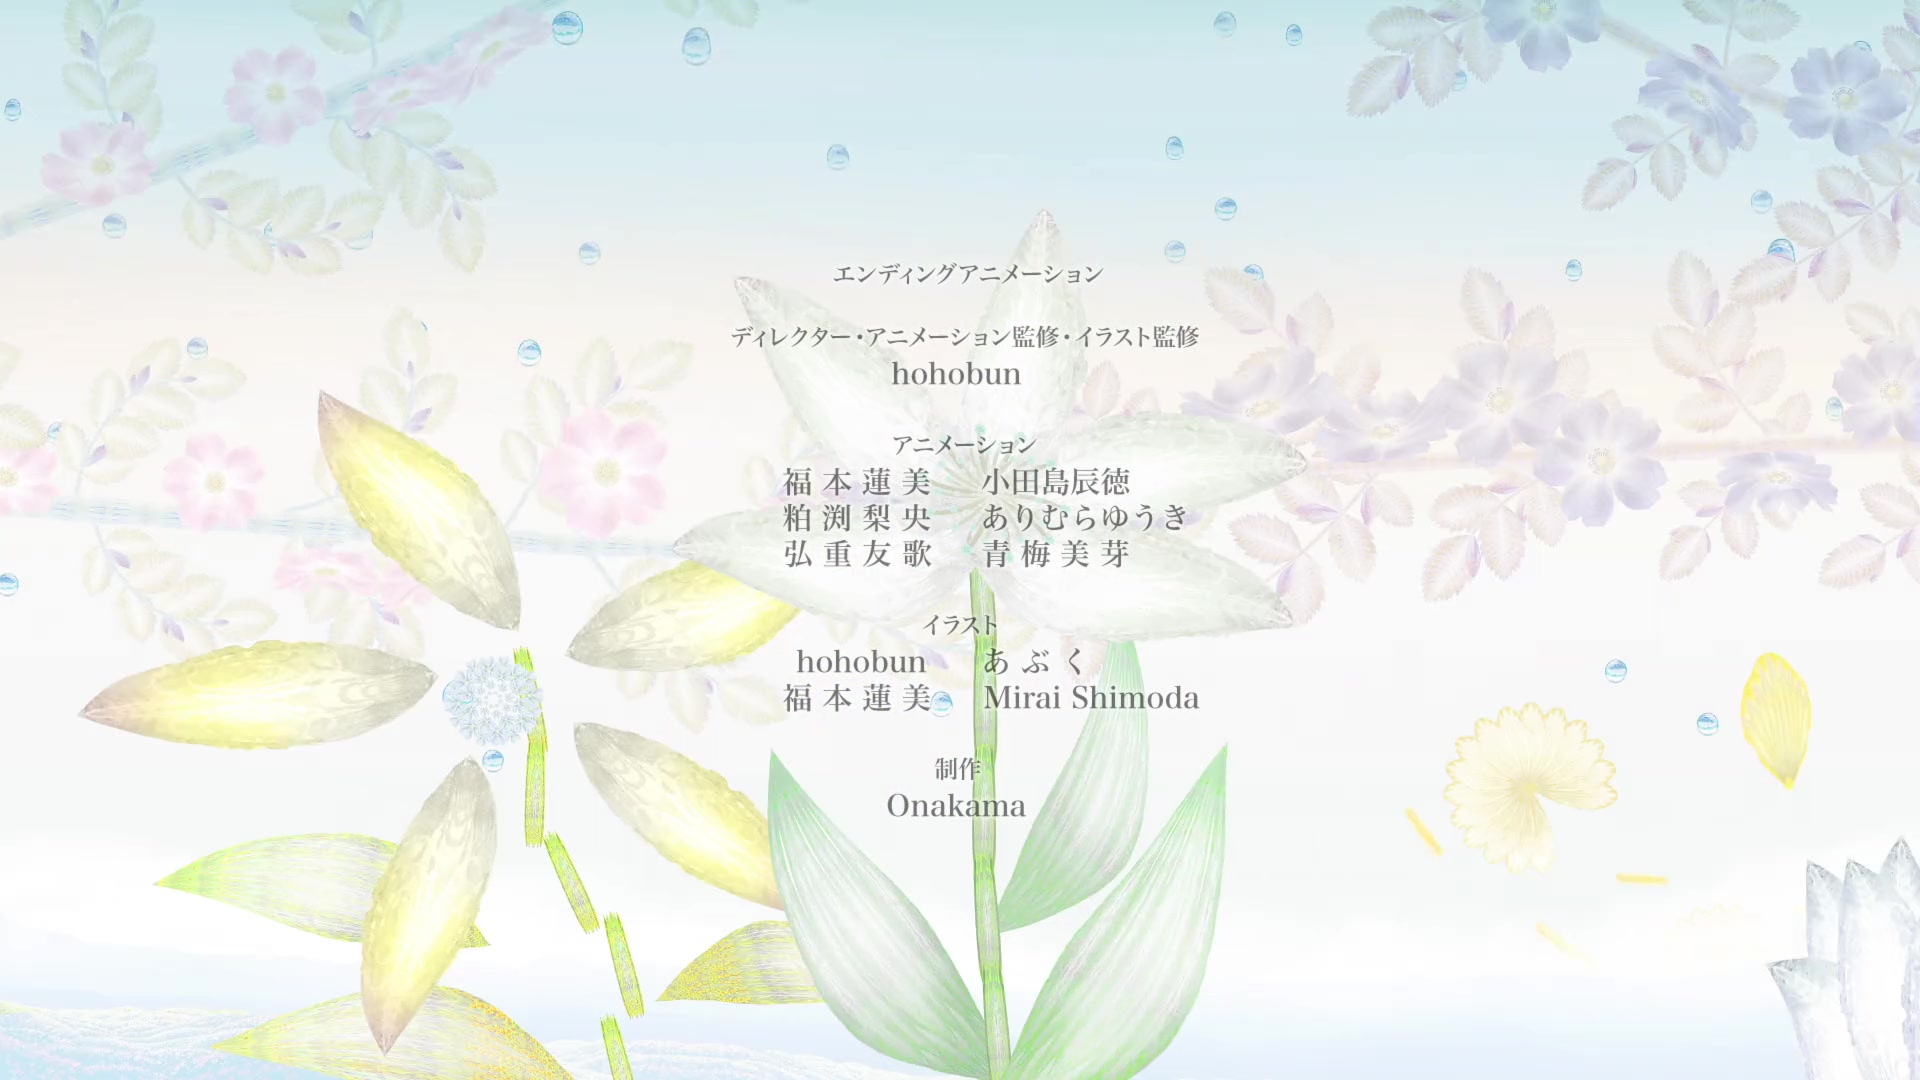 エンディングアニメーション
ディレクター・アニメーション監修・イラスト監修
hohobun
アニメーション
福本蓮美　小田島辰徳
粕渕梨央　ありむらゆうき
弘重友歌　青梅美芽
イラスト
hohobun　あぶく
福本蓮美　Mirai Shimoda
制作
Onakama